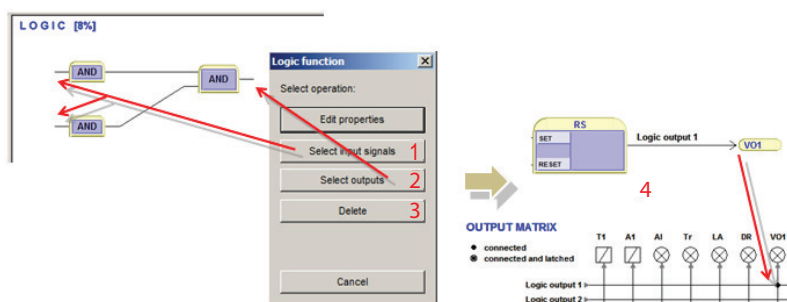 LOGIC [8%]
AND
AND
AND
Logic function
Select operation:
Edit properties
Select input signals 1
Select outputs 2
Delete 3
Cancel
RS
SET
RESET
Logic output 1
VO1
4
OUTPUT MATRIX
connected
connected and latched
T1 A1 Al Tr LA DR VO1
Logic output 1
Logic output 2